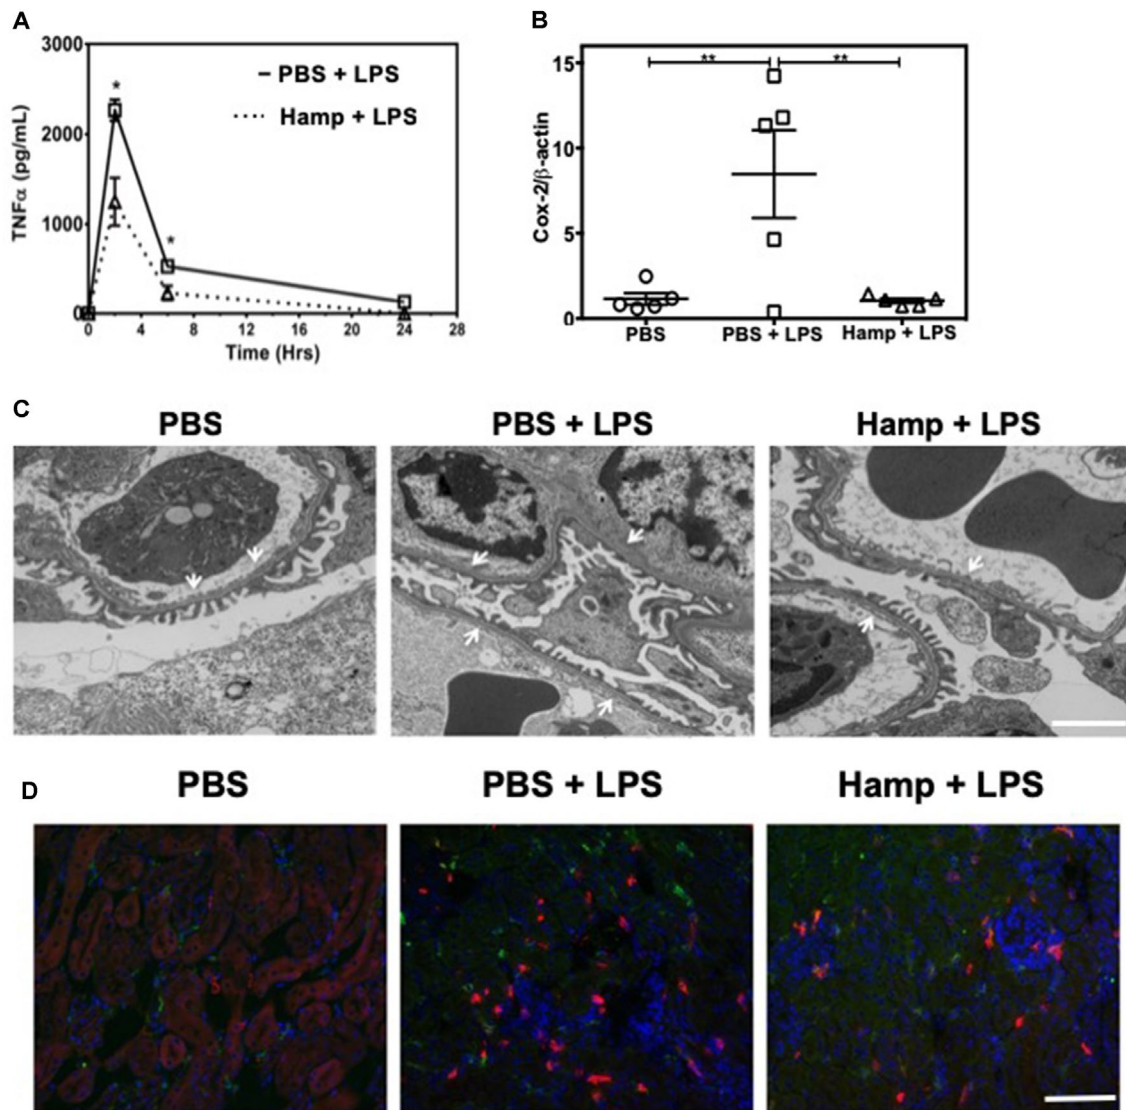 A
3000
2000
1000
0
TNFα (pg/mL)
* 
*
– PBS + LPS
···· Hamp + LPS
0 4 8 12 16 20 24 28
Time (Hrs)
B
15
10
5
0
Cox-2/β-actin
** **
PBS PBS + LPS Hamp + LPS
C
PBS PBS + LPS Hamp + LPS
D
PBS PBS + LPS Hamp + LPS